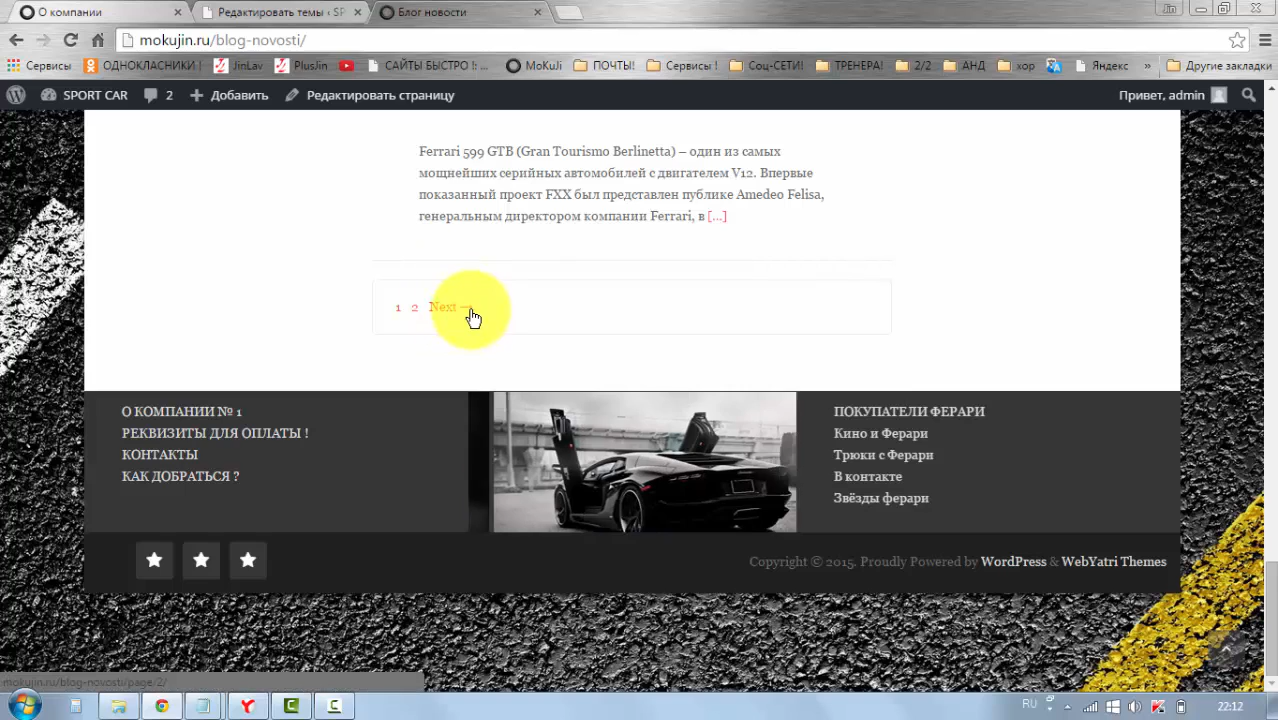 О компании
Редактировать темы ‹ SP
Блог новости
mokujin.ru/blog-novosti/
Сервисы
ОДНОКЛАСНИКИ
JinLav
PlusJin
САЙТЫ БЫСТРО !: ...
MoKuJi
ПОЧТЫ!
Сервисы !
Соц-СЕТИ!
ТРЕНЕРА!
2/2
АНД
хор
Яндекс
»
Другие закладки
SPORT CAR
2
Добавить
Редактировать страницу
Привет, admin
Ferrari 599 GTB (Gran Tourismo Berlinetta) – один из самых
мощнейших серийных автомобилей с двигателем V12. Впервые
показанный проект FXX был представлен публике Amedeo Felisa,
генеральным директором компании Ferrari, в [...]
1 2 Next →
О КОМПАНИИ № 1
РЕКВИЗИТЫ ДЛЯ ОПЛАТЫ !
КОНТАКТЫ
КАК ДОБРАТЬСЯ ?
ПОКУПАТЕЛИ ФЕРАРИ
Кино и Ферари
Трюки с Ферари
В контакте
Звёзды ферари
Copyright © 2015. Proudly Powered by WordPress & WebYatri Themes
mokujin.ru/blog-novosti/page/2/
RU
22:12